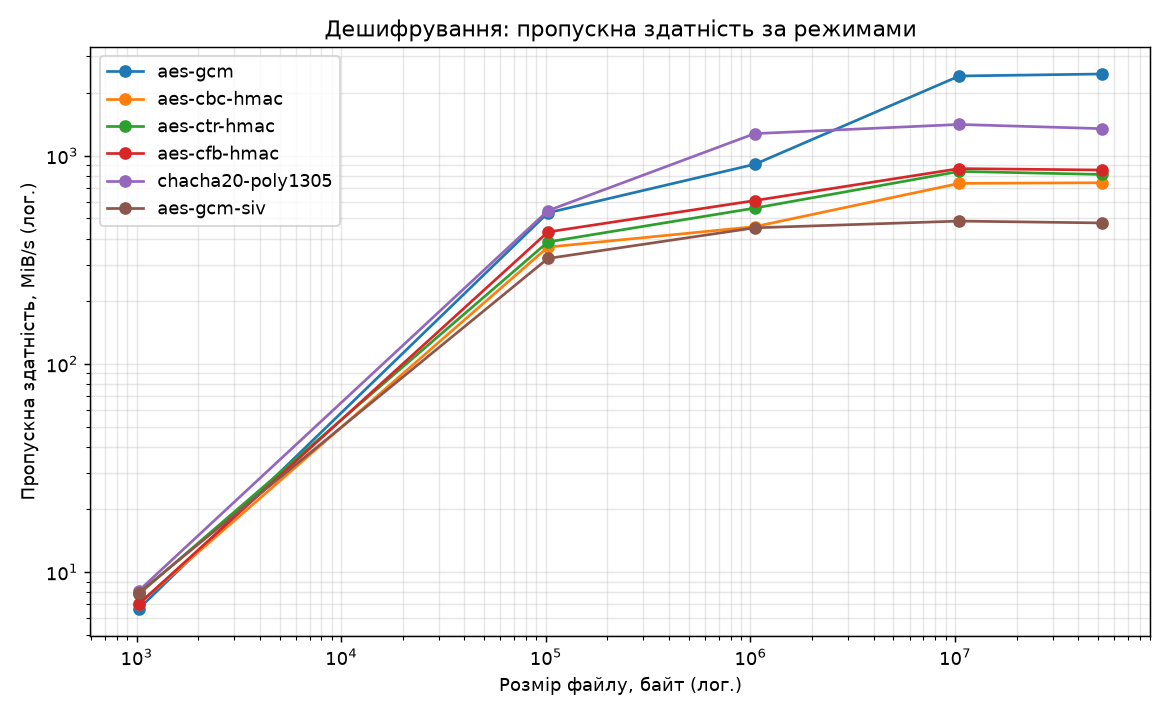 Дешифрування: пропускна здатність за режимами
aes-gcm
aes-cbc-hmac
aes-ctr-hmac
aes-cfb-hmac
chacha20-poly1305
aes-gcm-siv
Пропускна здатність, MiB/s (лог.)
10³
10²
10¹
10³ 10⁴ 10⁵ 10⁶ 10⁷
Розмір файлу, байт (лог.)